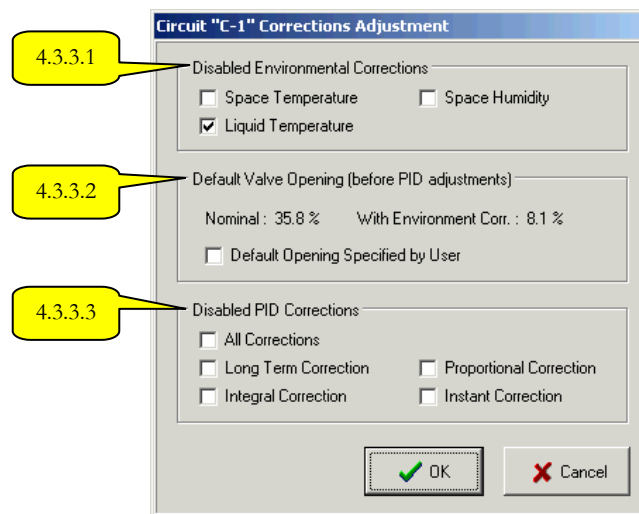 Circuit "C-1" Corrections Adjustment
4.3.3.1
Disabled Environmental Corrections
Space Temperature Space Humidity
Liquid Temperature
4.3.3.2
Default Valve Opening (before PID adjustments)
Nominal : 35.8 % With Environment Corr. : 8.1 %
Default Opening Specified by User
4.3.3.3
Disabled PID Corrections
All Corrections
Long Term Correction Proportional Correction
Integral Correction Instant Correction
OK Cancel